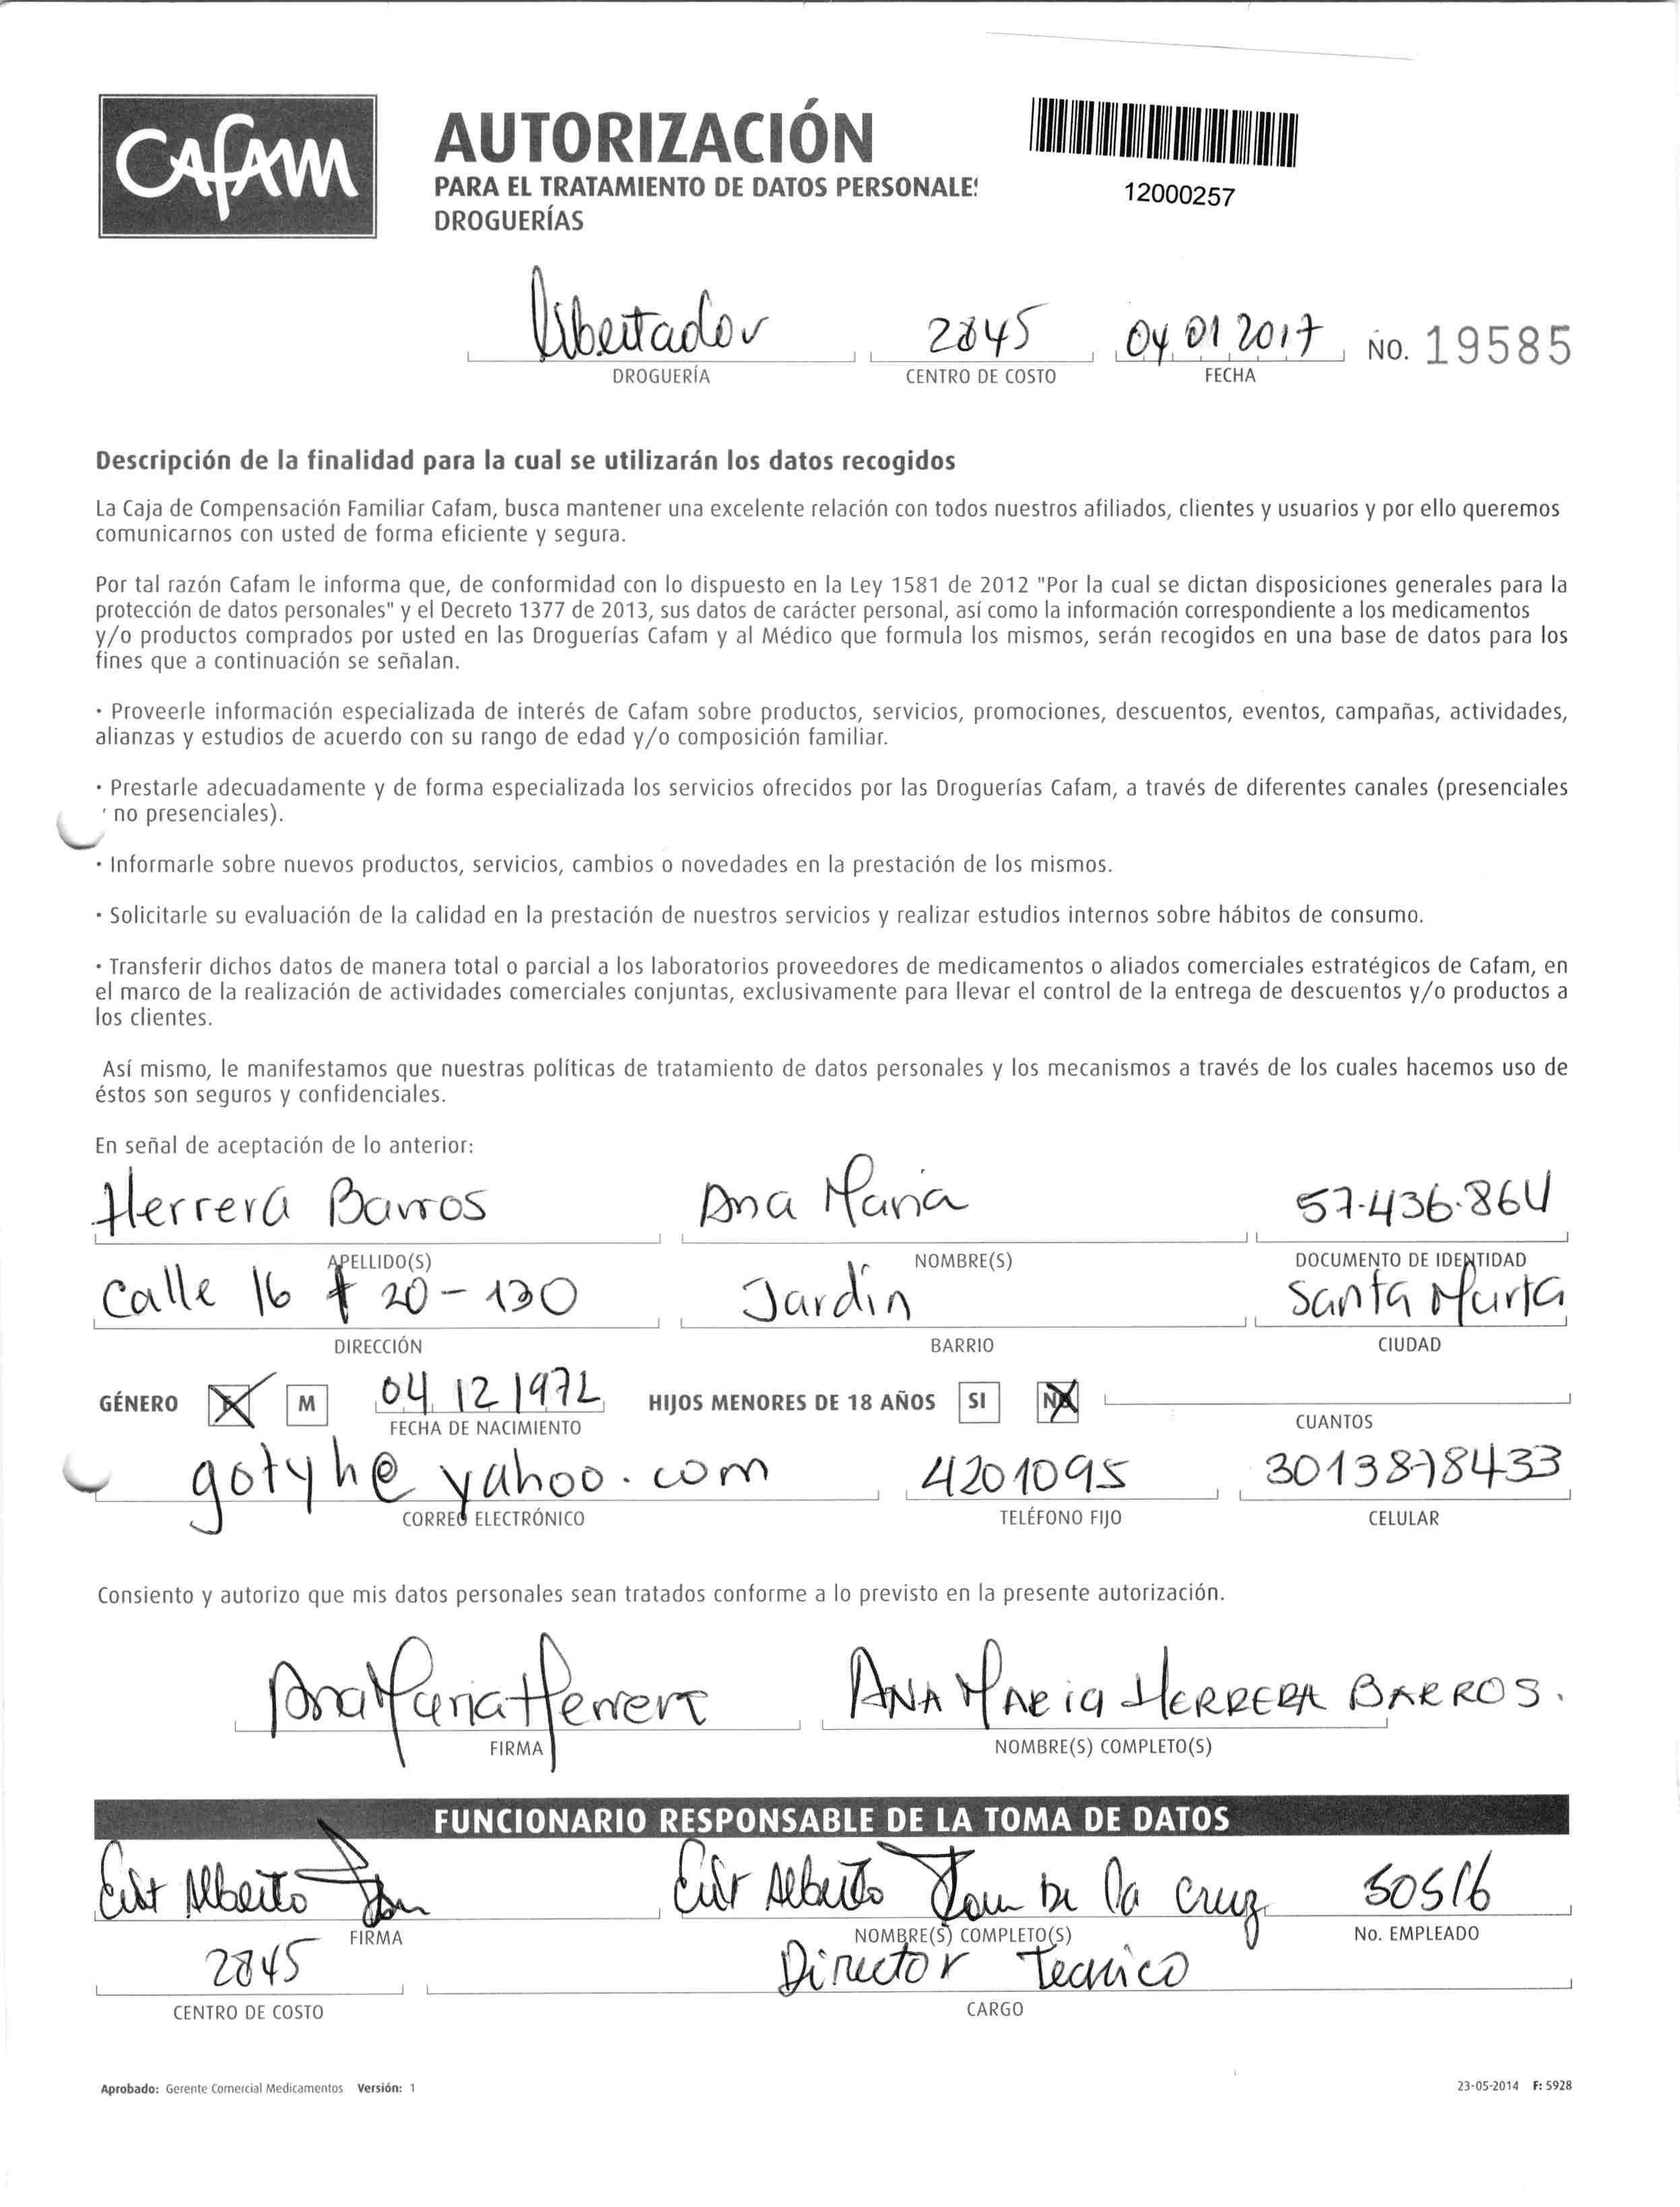 Cafam
AUTORIZACIÓN
PARA EL TRATAMIENTO DE DATOS PERSONALES
DROGUERÍAS
12000257
Libertador 2845 04 01 2017 No. 19585
DROGUERÍA CENTRO DE COSTO FECHA
Descripción de la finalidad para la cual se utilizarán los datos recogidos
La Caja de Compensación Familiar Cafam, busca mantener una excelente relación con todos nuestros afiliados, clientes y usuarios y por ello queremos
comunicarnos con usted de forma eficiente y segura.
Por tal razón Cafam le informa que, de conformidad con lo dispuesto en la Ley 1581 de 2012 "Por la cual se dictan disposiciones generales para la
protección de datos personales" y el Decreto 1377 de 2013, sus datos de carácter personal, así como la información correspondiente a los medicamentos
y/o productos comprados por usted en las Droguerías Cafam y al Médico que formula los mismos, serán recogidos en una base de datos para los
fines que a continuación se señalan.
· Proveerle información especializada de interés de Cafam sobre productos, servicios, promociones, descuentos, eventos, campañas, actividades,
alianzas y estudios de acuerdo con su rango de edad y/o composición familiar.
· Prestarle adecuadamente y de forma especializada los servicios ofrecidos por las Droguerías Cafam, a través de diferentes canales (presenciales
no presenciales).
· Informarle sobre nuevos productos, servicios, cambios o novedades en la prestación de los mismos.
· Solicitarle su evaluación de la calidad en la prestación de nuestros servicios y realizar estudios internos sobre hábitos de consumo.
· Transferir dichos datos de manera total o parcial a los laboratorios proveedores de medicamentos o aliados comerciales estratégicos de Cafam, en
el marco de la realización de actividades comerciales conjuntas, exclusivamente para llevar el control de la entrega de descuentos y/o productos a
los clientes.
Así mismo, le manifestamos que nuestras políticas de tratamiento de datos personales y los mecanismos a través de los cuales hacemos uso de
éstos son seguros y confidenciales.
En señal de aceptación de lo anterior:
Herrera Barros Ana Maria 57.436.864
APELLIDO(S) NOMBRE(S) DOCUMENTO DE IDENTIDAD
Calle 16 # 20-130 Jardin Santa Marta
DIRECCIÓN BARRIO CIUDAD
GÉNERO F M 04 12 1972 HIJOS MENORES DE 18 AÑOS SI NO
FECHA DE NACIMIENTO CUANTOS
gotyh@yahoo.com 4201095 3013878433
CORREO ELECTRÓNICO TELÉFONO FIJO CELULAR
Consiento y autorizo que mis datos personales sean tratados conforme a lo previsto en la presente autorización.
Ana Maria Herrera ANA MARIA HERRERA BARROS.
FIRMA NOMBRE(S) COMPLETO(S)
FUNCIONARIO RESPONSABLE DE LA TOMA DE DATOS
Alberto Alberto De la Cruz 50516
FIRMA NOMBRE(S) COMPLETO(S) No. EMPLEADO
2845 Director Tecnico
CENTRO DE COSTO CARGO
Aprobado: Gerente Comercial Medicamentos Versión: 1 23-05-2014 F: 5928